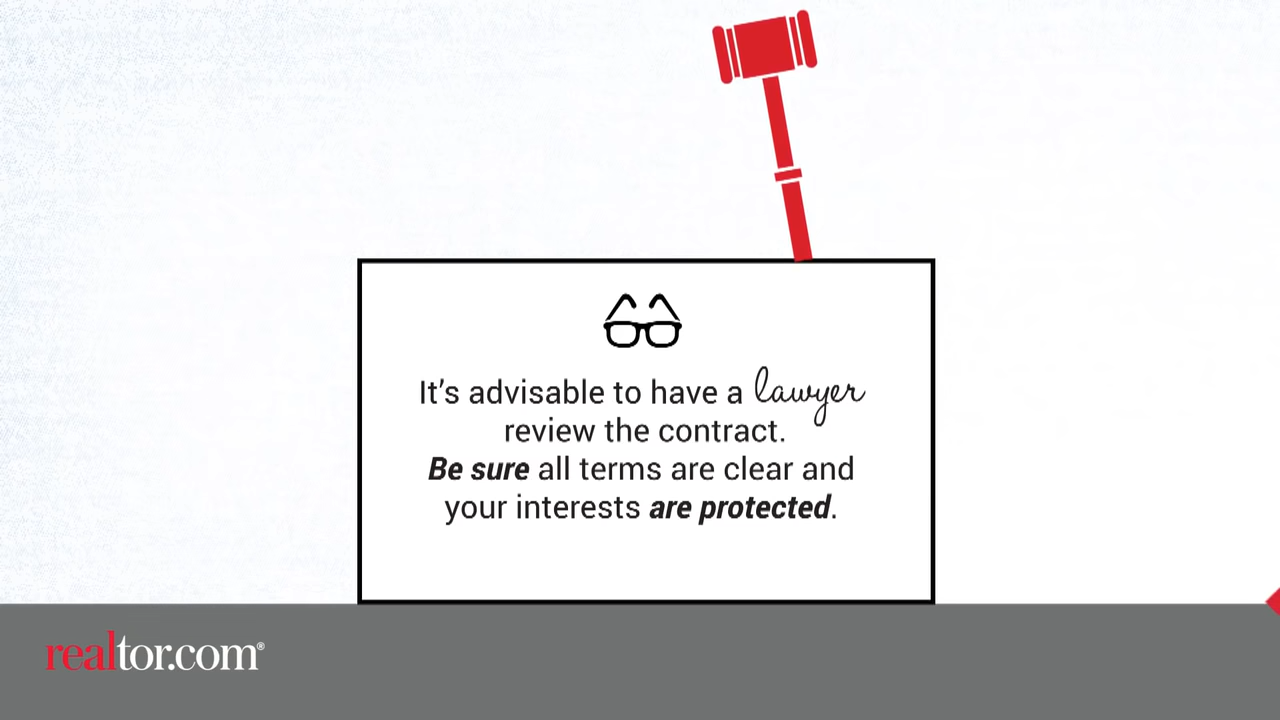 It's advisable to have a lawyer
review the contract.
Be sure all terms are clear and
your interests are protected.
realtor.com®